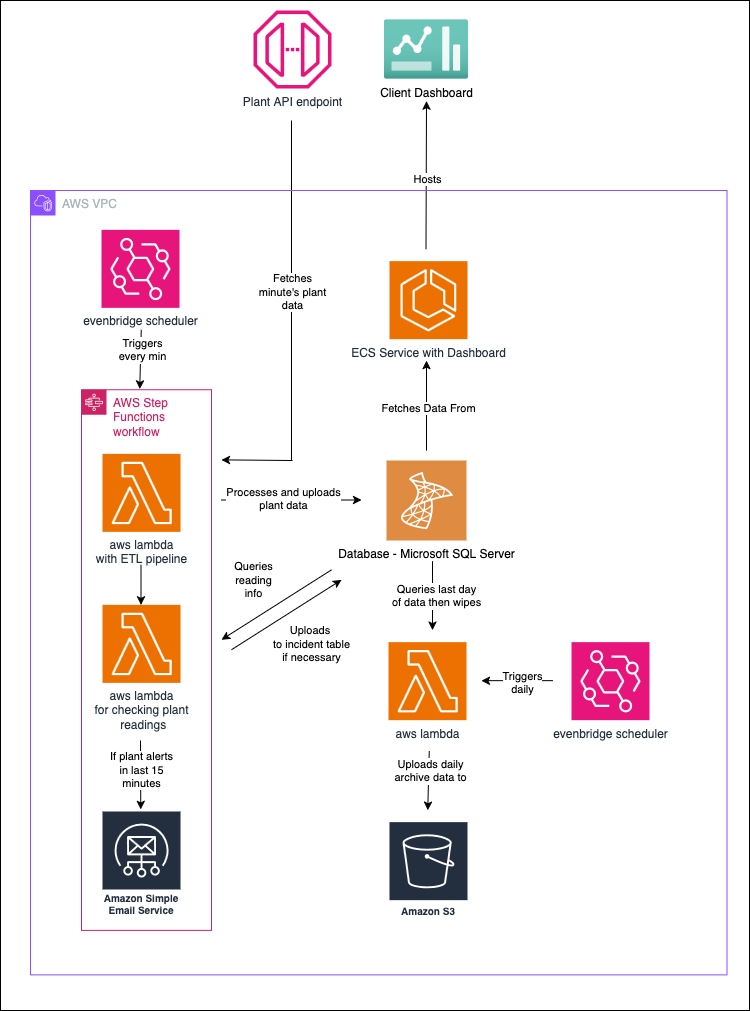 Plant API endpoint
Client Dashboard
Hosts
AWS VPC
Fetches
minute's plant
data
evenbridge scheduler
Triggers
every min
ECS Service with Dashboard
Fetches Data From
AWS Step
Functions
workflow
aws lambda
with ETL pipeline
Processes and uploads
plant data
Database - Microsoft SQL Server
Queries
reading
info
Uploads
to incident table
if necessary
Queries last day
of data then wipes
aws lambda
for checking plant
readings
aws lambda
Triggers
daily
evenbridge scheduler
If plant alerts
in last 15
minutes
Uploads daily
archive data to
Amazon Simple
Email Service
Amazon S3